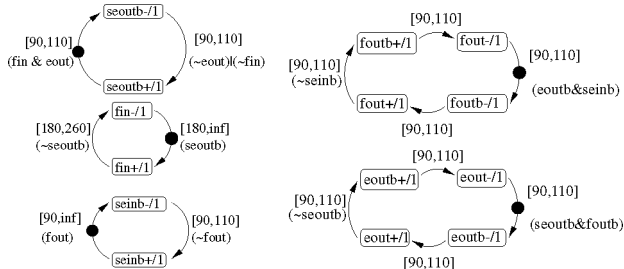 seoutb-/1
[90,110]
(fin & eout)
[90,110]
(~eout)|(~fin)
seoutb+/1
fin-/1
[180,260]
(~seoutb)
[180,inf]
(seoutb)
fin+/1
seinb-/1
[90,inf]
(fout)
[90,110]
(~fout)
seinb+/1
[90,110]
foutb+/1
fout-/1
[90,110]
[90,110]
(~seinb)
(eoutb&seinb)
fout+/1
foutb-/1
[90,110]
[90,110]
eoutb+/1
eout-/1
[90,110]
(~seoutb)
[90,110]
(seoutb&foutb)
eout+/1
eoutb-/1
[90,110]